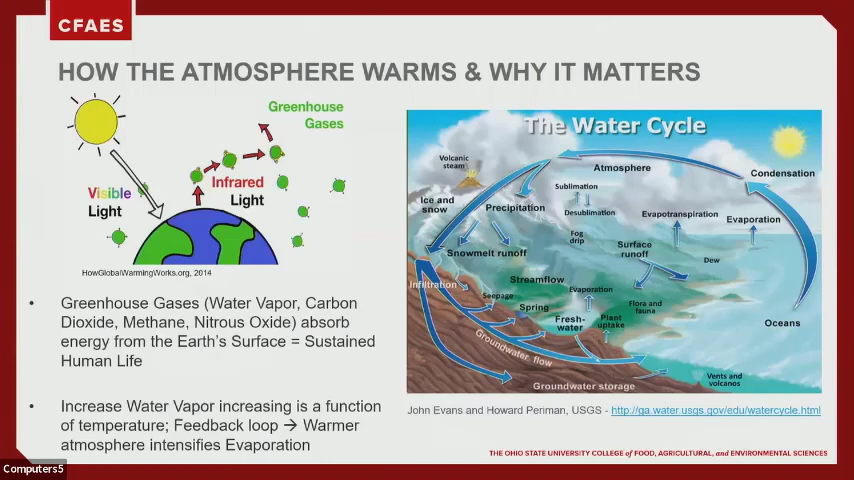 CFAES
HOW THE ATMOSPHERE WARMS & WHY IT MATTERS
Greenhouse
Gases
Visible
Light
Infrared
Light
HowGlobalWarmingWorks.org, 2014
• Greenhouse Gases (Water Vapor, Carbon
Dioxide, Methane, Nitrous Oxide) absorb
energy from the Earth's Surface = Sustained
Human Life
• Increase Water Vapor increasing is a function
of temperature; Feedback loop → Warmer
atmosphere intensifies Evaporation
The Water Cycle
Volcanic
steam
Atmosphere
Condensation
Sublimation
Ice and
snow
Precipitation
Desublimation
Evapotranspiration
Evaporation
Fog
drip
Snowmelt runoff
Surface
runoff
Dew
Infiltration
Streamflow
Evaporation
Seepage
Spring
Flora and
fauna
Fresh-
water
Plant
uptake
Oceans
Groundwater flow
Vents and
volcanos
Groundwater storage
John Evans and Howard Periman, USGS - http://ga.water.usgs.gov/edu/watercycle.html
THE OHIO STATE UNIVERSITY COLLEGE of FOOD, AGRICULTURAL, and ENVIRONMENTAL SCIENCES
Computers5